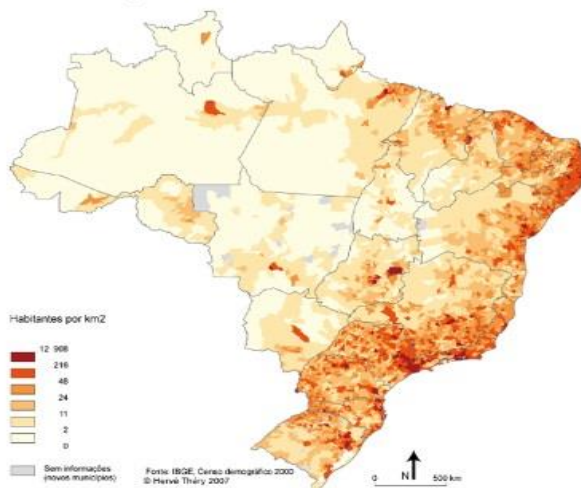 Habitantes por km2
12 968
216
48
24
11
2
0
Sem informações
(novos municípios)
Fonte: IBGE, Censo demográfico 2000
© Hervé Théry 2007
N
0 500 km